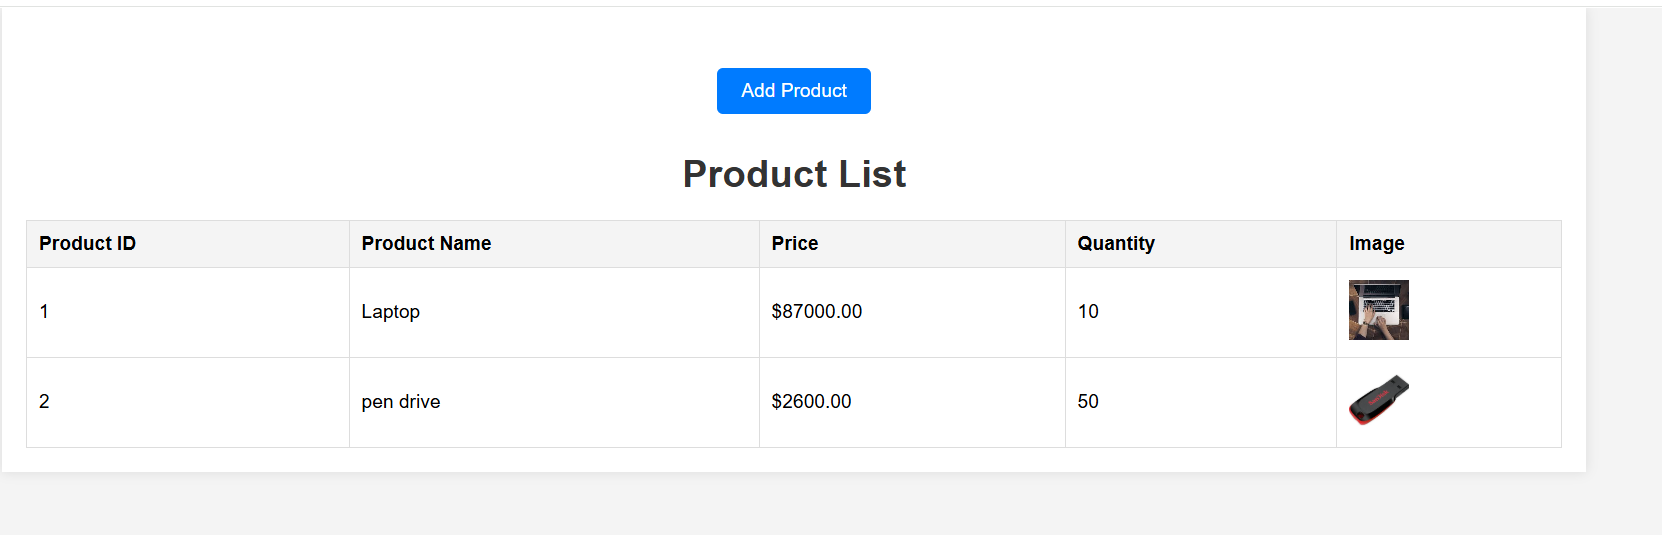 Add Product
Product List
Product ID Product Name Price Quantity Image
1 Laptop $87000.00 10
2 pen drive $2600.00 50